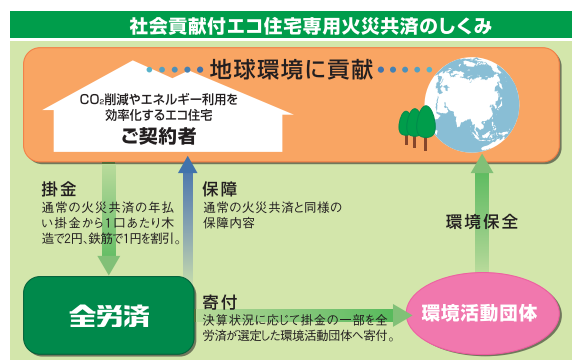 社会貢献付エコ住宅専用火災共済のしくみ
地球環境に貢献
CO₂削減やエネルギー利用を
効率化するエコ住宅
ご契約者
掛金
通常の火災共済の年払
い掛金から1口あたり木
造で2円、鉄筋で1円を割引。
保障
通常の火災共済と同様の
保障内容
環境保全
全労済
寄付
決算状況に応じて掛金の一部を全
労済が選定した環境活動団体へ寄付。
環境活動団体